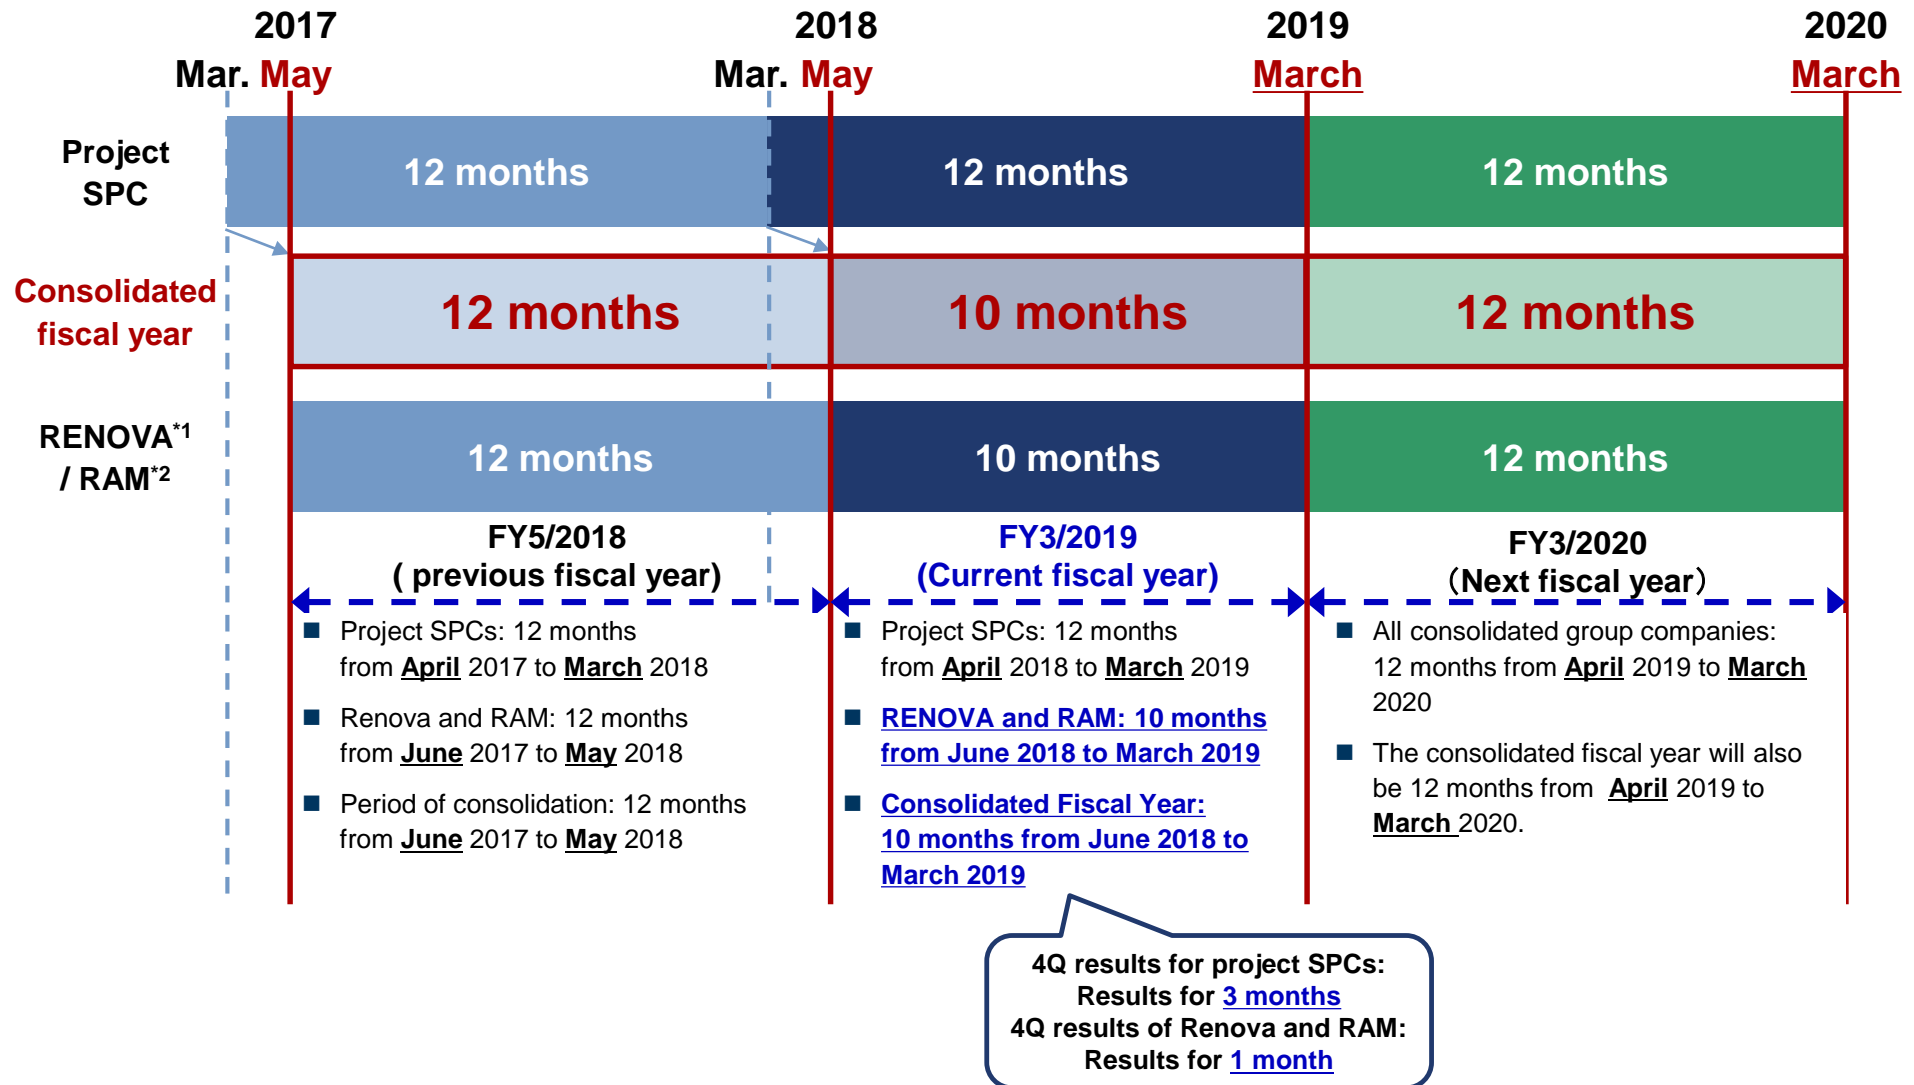 2017 2018 2019 2020
Mar. May Mar. May March March
Project
SPC
12 months 12 months 12 months
Consolidated
fiscal year
12 months 10 months 12 months
RENOVA*1
/ RAM*2
12 months 10 months 12 months
FY5/2018
( previous fiscal year)
■ Project SPCs: 12 months
from April 2017 to March 2018
■ Renova and RAM: 12 months
from June 2017 to May 2018
■ Period of consolidation: 12 months
from June 2017 to May 2018
FY3/2019
(Current fiscal year)
■ Project SPCs: 12 months
from April 2018 to March 2019
■ RENOVA and RAM: 10 months
from June 2018 to March 2019
■ Consolidated Fiscal Year:
10 months from June 2018 to
March 2019
FY3/2020
（Next fiscal year）
■ All consolidated group companies:
12 months from April 2019 to March
2020
■ The consolidated fiscal year will also
be 12 months from April 2019 to
March 2020.
4Q results for project SPCs:
Results for 3 months
4Q results of Renova and RAM:
Results for 1 month